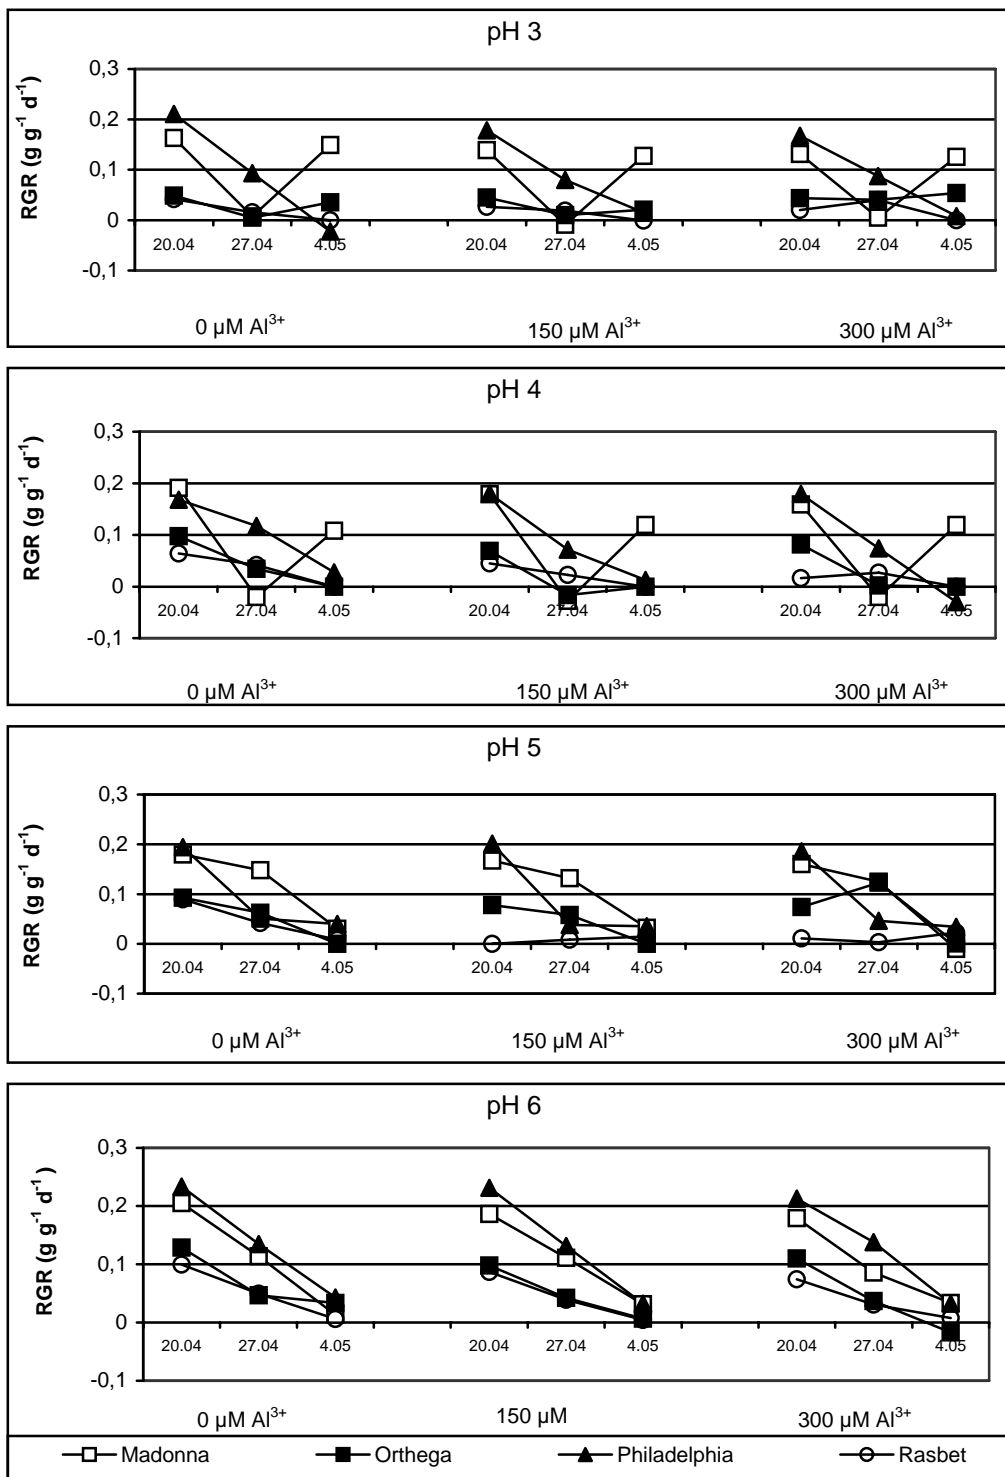 pH 3
RGR (g g⁻¹ d⁻¹)
0,3
0,2
0,1
0
-0,1
20.04 27.04 4.05 20.04 27.04 4.05 20.04 27.04 4.05
0 µM Al³⁺ 150 µM Al³⁺ 300 µM Al³⁺
pH 4
RGR (g g⁻¹ d⁻¹)
0,3
0,2
0,1
0
-0,1
20.04 27.04 4.05 20.04 27.04 4.05 20.04 27.04 4.05
0 µM Al³⁺ 150 µM Al³⁺ 300 µM Al³⁺
pH 5
RGR (g g⁻¹ d⁻¹)
0,3
0,2
0,1
0
-0,1
20.04 27.04 4.05 20.04 27.04 4.05 20.04 27.04 4.05
0 µM Al³⁺ 150 µM Al³⁺ 300 µM Al³⁺
pH 6
RGR (g g⁻¹ d⁻¹ )
0,3
0,2
0,1
0
-0,1
20.04 27.04 4.05 20.04 27.04 4.05 20.04 27.04 4.05
0 µM Al³⁺ 150 µM 300 µM Al³⁺
Madonna Orthega Philadelphia Rasbet